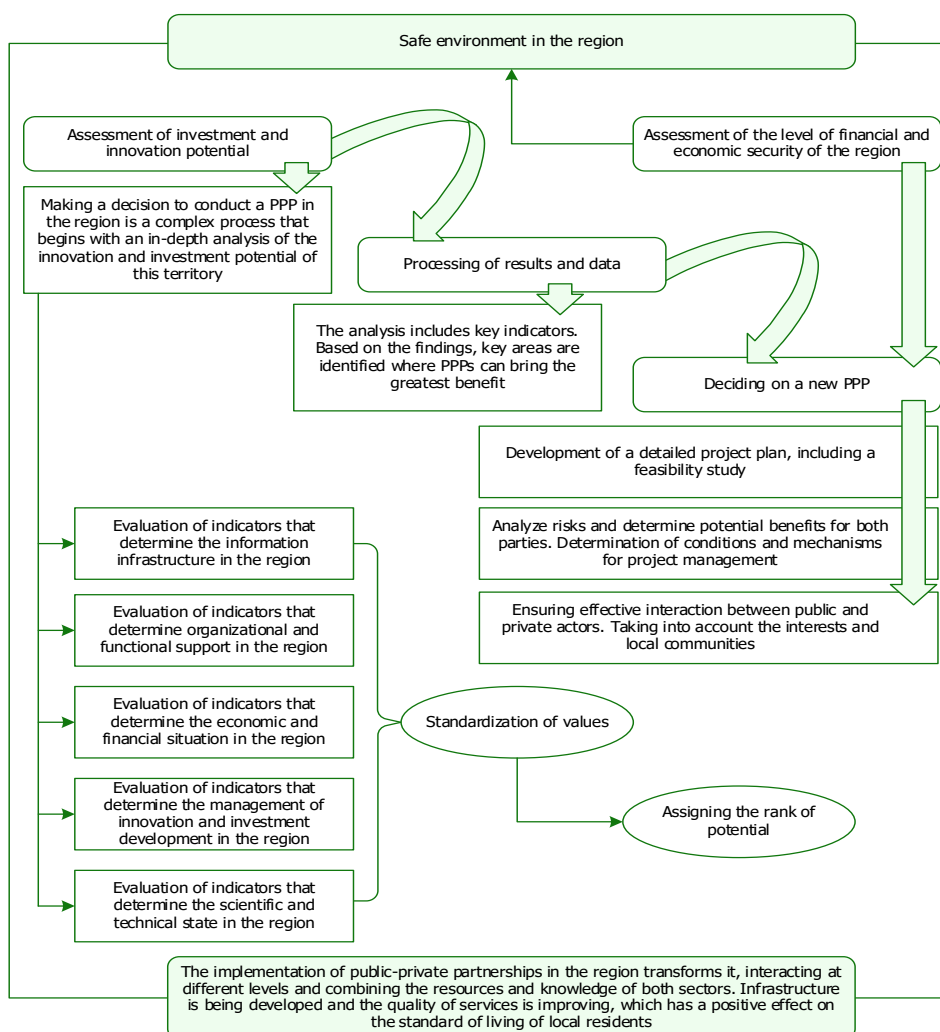 Safe environment in the region
Assessment of investment and
innovation potential
Assessment of the level of financial and
economic security of the region
Making a decision to conduct a PPP in
the region is a complex process that
begins with an in-depth analysis of the
innovation and investment potential of
this territory
Processing of results and data
The analysis includes key indicators.
Based on the findings, key areas are
identified where PPPs can bring the
greatest benefit
Deciding on a new PPP
Development of a detailed project plan, including a
feasibility study
Analyze risks and determine potential benefits for both
parties. Determination of conditions and mechanisms
for project management
Ensuring effective interaction between public and
private actors. Taking into account the interests and
local communities
Evaluation of indicators that
determine the information
infrastructure in the region
Evaluation of indicators that
determine organizational and
functional support in the region
Evaluation of indicators that
determine the economic and
financial situation in the region
Evaluation of indicators that
determine the management of
innovation and investment
development in the region
Evaluation of indicators that
determine the scientific and
technical state in the region
Standardization of values
Assigning the rank of
potential
The implementation of public-private partnerships in the region transforms it, interacting at
different levels and combining the resources and knowledge of both sectors. Infrastructure
is being developed and the quality of services is improving, which has a positive effect on
the standard of living of local residents